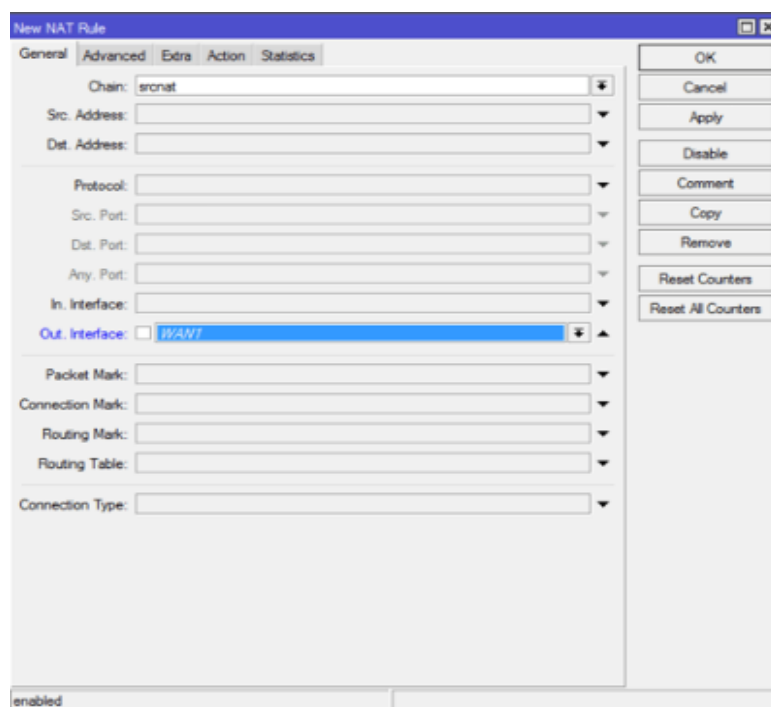 New NAT Rule
General Advanced Extra Action Statistics
Chain: srcnat
Src. Address:
Dst. Address:
Protocol:
Src. Port:
Dst. Port:
Any. Port:
In. Interface:
Out. Interface: WAN1
Packet Mark:
Connection Mark:
Routing Mark:
Routing Table:
Connection Type:
OK
Cancel
Apply
Disable
Comment
Copy
Remove
Reset Counters
Reset All Counters
enabled